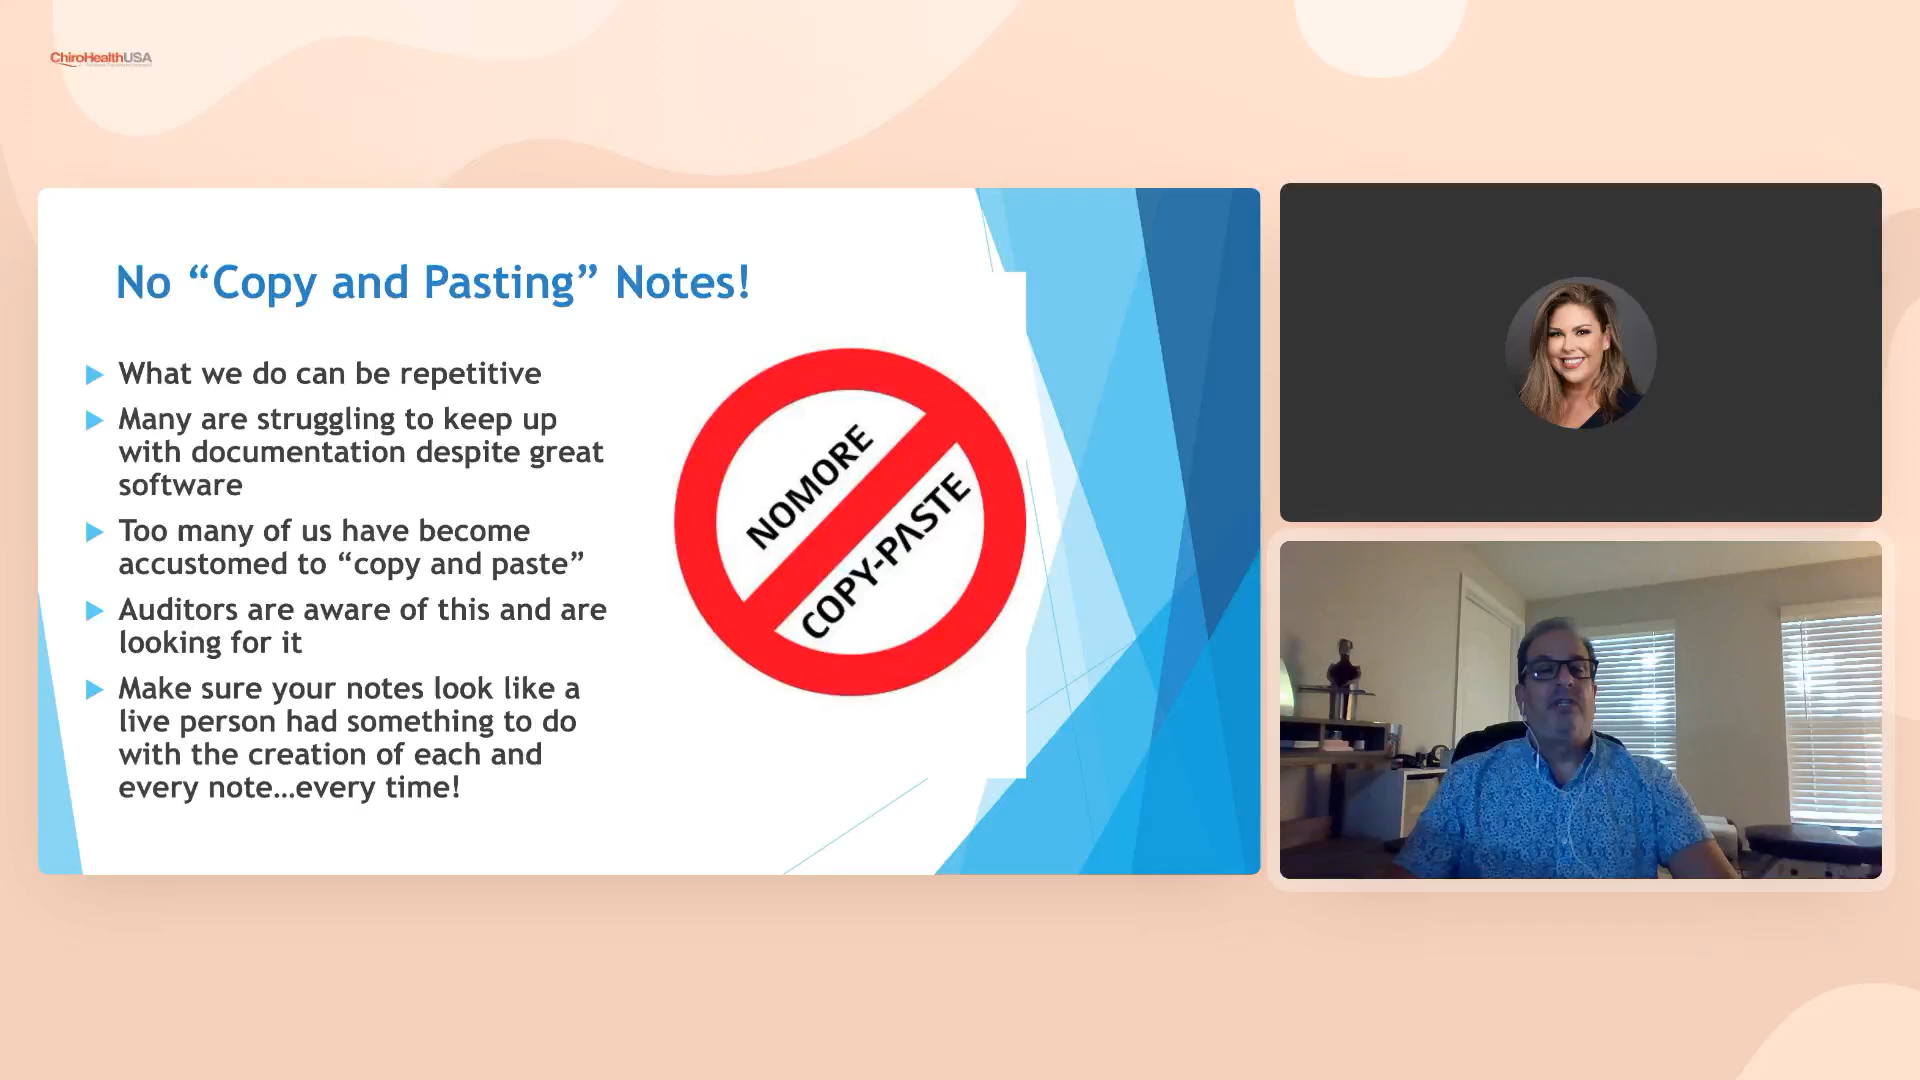 ChiroHealthUSA
No “Copy and Pasting” Notes!
What we do can be repetitive
Many are struggling to keep up
with documentation despite great
software
Too many of us have become
accustomed to “copy and paste”
Auditors are aware of this and are
looking for it
Make sure your notes look like a
live person had something to do
with the creation of each and
every note…every time!
NOMORE
COPY-PASTE